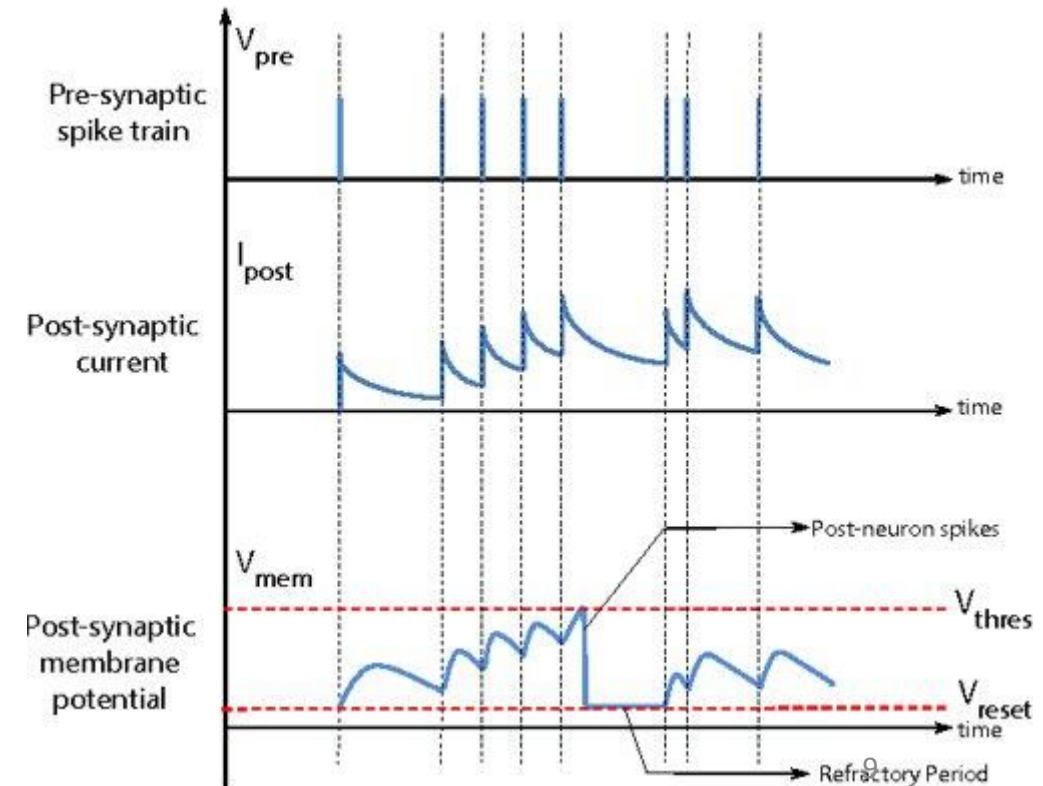 V
pre
Pre-synaptic
spike train
time
I
post
Post-synaptic
current
time
Post-neuron spikes
V
mem
V
thres
Post-synaptic
membrane
potential
V
reset
time
9
Refractory Period